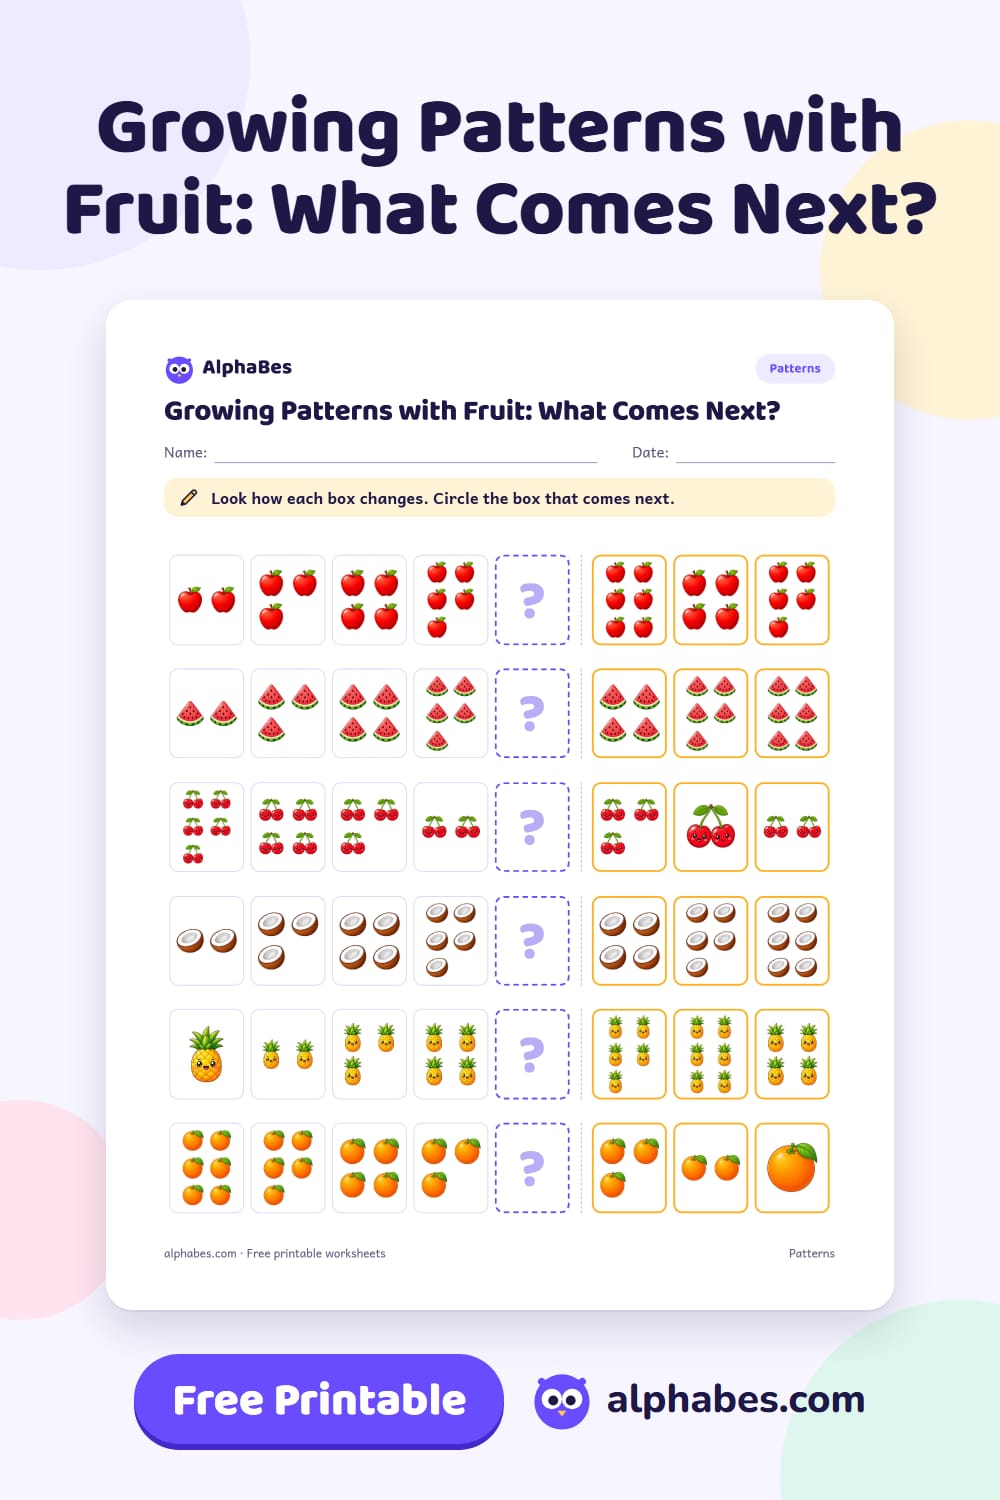 Growing Patterns with
Fruit: What Comes Next?
AlphaBes
Patterns
Growing Patterns with Fruit: What Comes Next?
Name:
Date:
Look how each box changes. Circle the box that comes next.
?
?
?
?
?
?
alphabes.com · Free printable worksheets
Patterns
Free Printable
alphabes.com